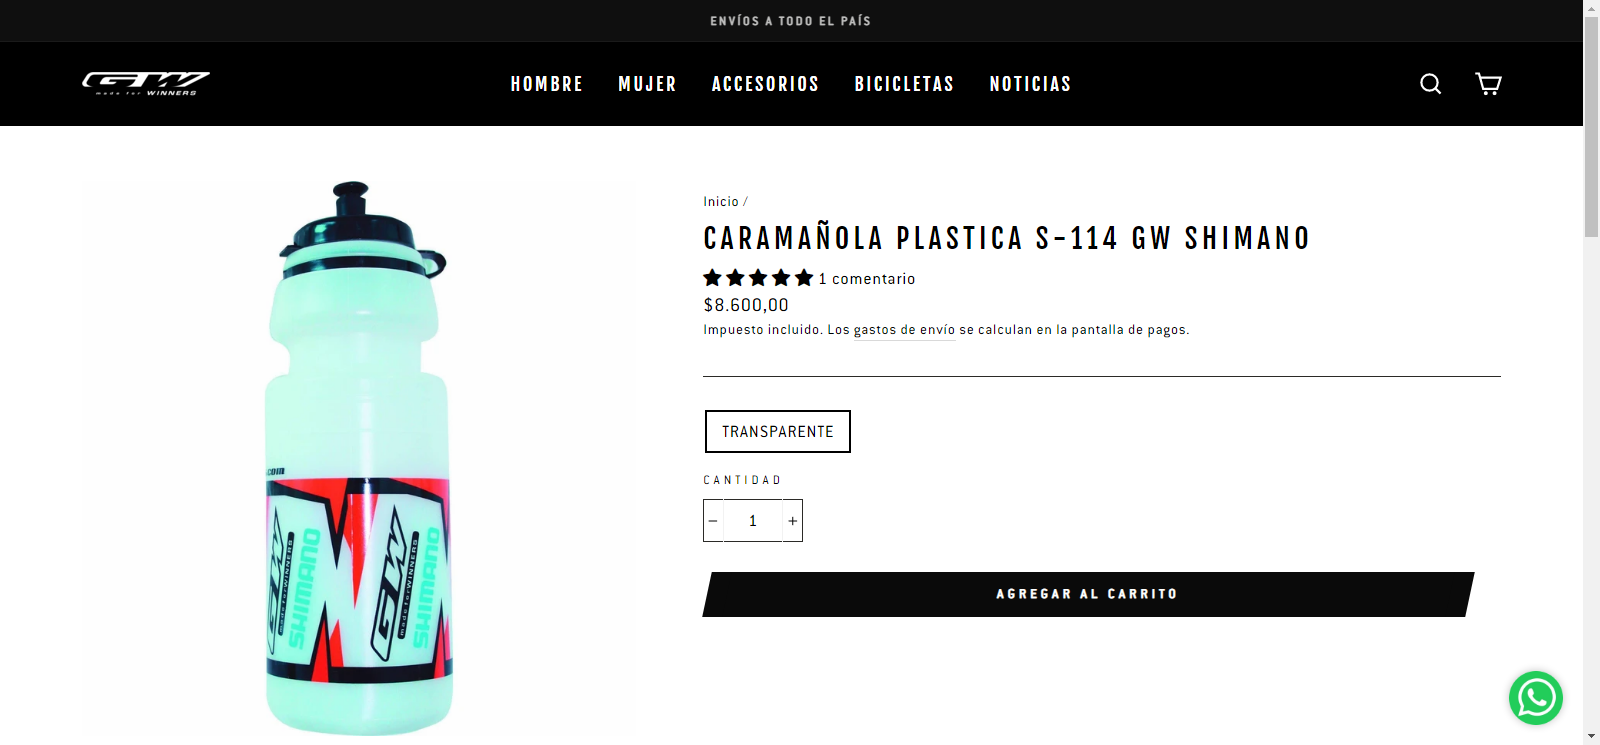 ENVÍOS A TODO EL PAÍS
GW
made for WINNERS
HOMBRE MUJER ACCESORIOS BICICLETAS NOTICIAS
Inicio /
CARAMAÑOLA PLASTICA S-114 GW SHIMANO
1 comentario
$8.600,00
Impuesto incluido. Los gastos de envío se calculan en la pantalla de pagos.
TRANSPARENTE
CANTIDAD
− 1 +
AGREGAR AL CARRITO
.com
GW
made for WINNERS
SHIMANO
GW
made for WINNERS
SHIMANO